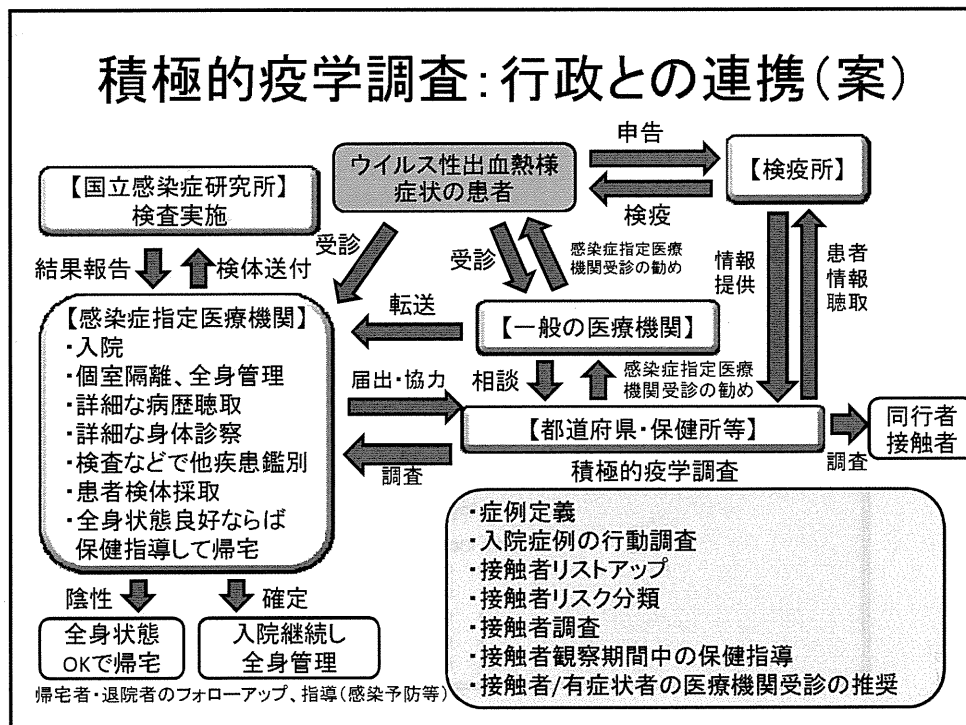 積極的疫学調査:行政との連携(案)
【国立感染症研究所】
検査実施
ウイルス性出血熱様
症状の患者
申告
検疫
【検疫所】
結果報告
検体送付
受診
受診
感染症指定医療
機関受診の勧め
情報
提供
患者
情報
聴取
【感染症指定医療機関】
・入院
・個室隔離、全身管理
・詳細な病歴聴取
・詳細な身体診察
・検査などで他疾患鑑別
・患者検体採取
・全身状態良好ならば
保健指導して帰宅
転送
【一般の医療機関】
届出・協力
相談
感染症指定医療
機関受診の勧め
調査
【都道府県・保健所等】
積極的疫学調査
調査
同行者
接触者
・症例定義
・入院症例の行動調査
・接触者リストアップ
・接触者リスク分類
・接触者調査
・接触者観察期間中の保健指導
・接触者/有症状者の医療機関受診の推奨
陰性
確定
全身状態
OKで帰宅
入院継続し
全身管理
帰宅者・退院者のフォローアップ、指導(感染予防等)